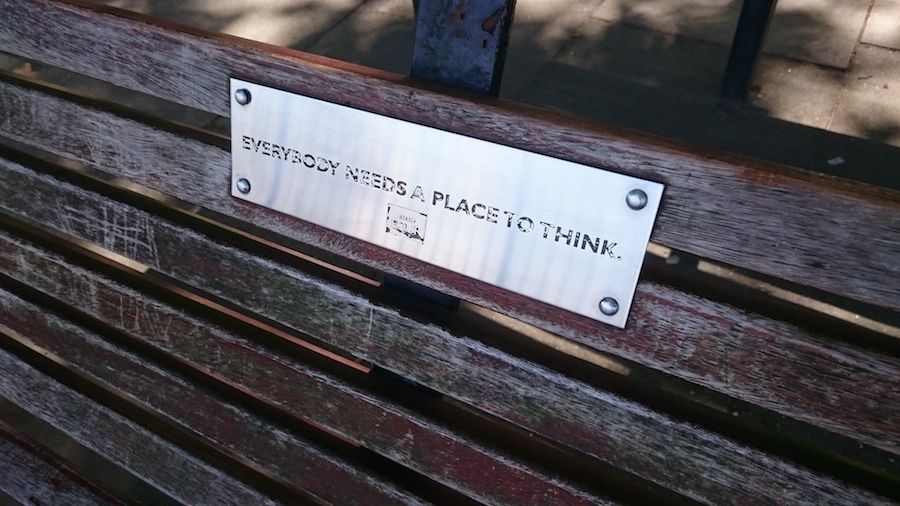 EVERYBODY NEEDS A PLACE TO THINK.